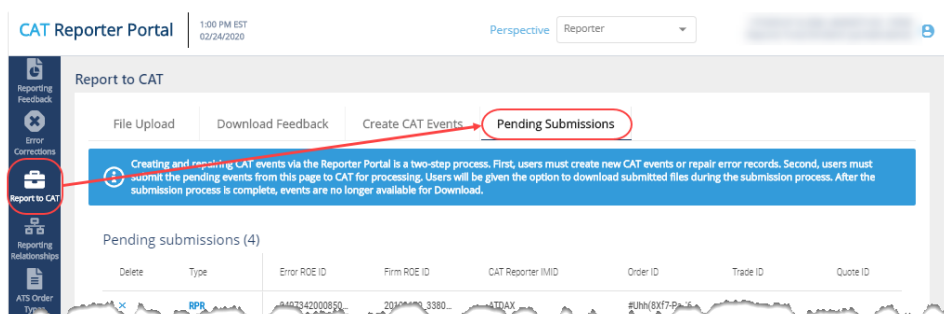 CAT Reporter Portal
1:00 PM EST
02/24/2020
Perspective
Reporter
Reporting
Feedback
Error
Corrections
Report to CAT
Reporting
Relationships
ATS Order
Types
Report to CAT
File Upload
Download Feedback
Create CAT Events
Pending Submissions
Creating and repairing CAT events via the Reporter Portal is a two-step process. First, users must create new CAT events or repair error records. Second, users must
submit the pending events from this page to CAT for processing. Users will be given the option to download submitted files during the submission process. After the
submission process is complete, events are no longer available for Download.
Pending submissions (4)
Delete Type Error ROE ID Firm ROE ID CAT Reporter IMID Order ID Trade ID Quote ID
RPR ATDAX